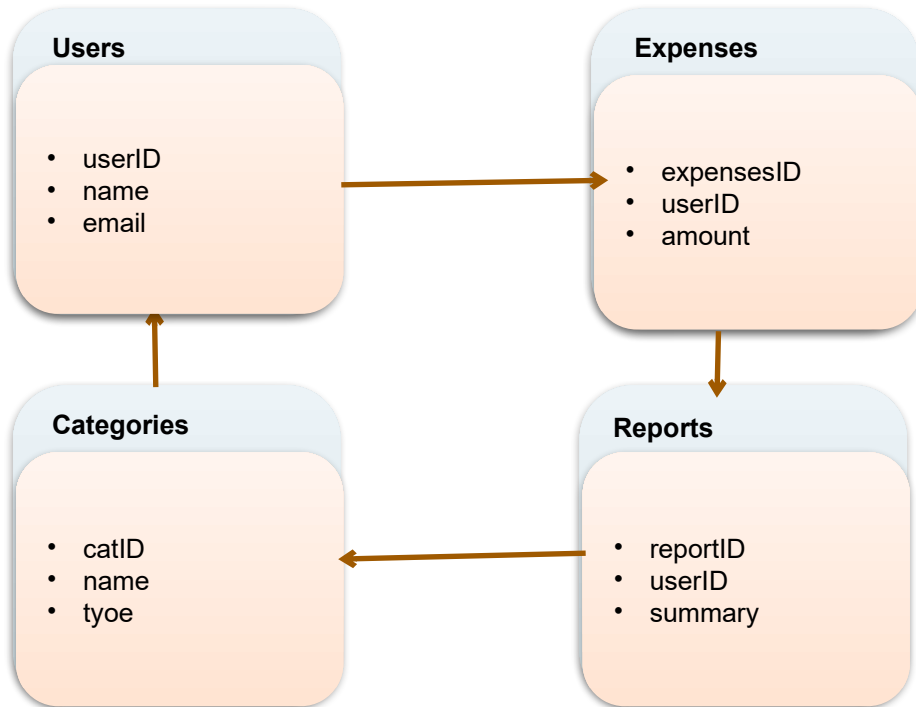 Users
• userID
• name
• email
Expenses
• expensesID
• userID
• amount
Categories
• catID
• name
• tyoe
Reports
• reportID
• userID
• summary